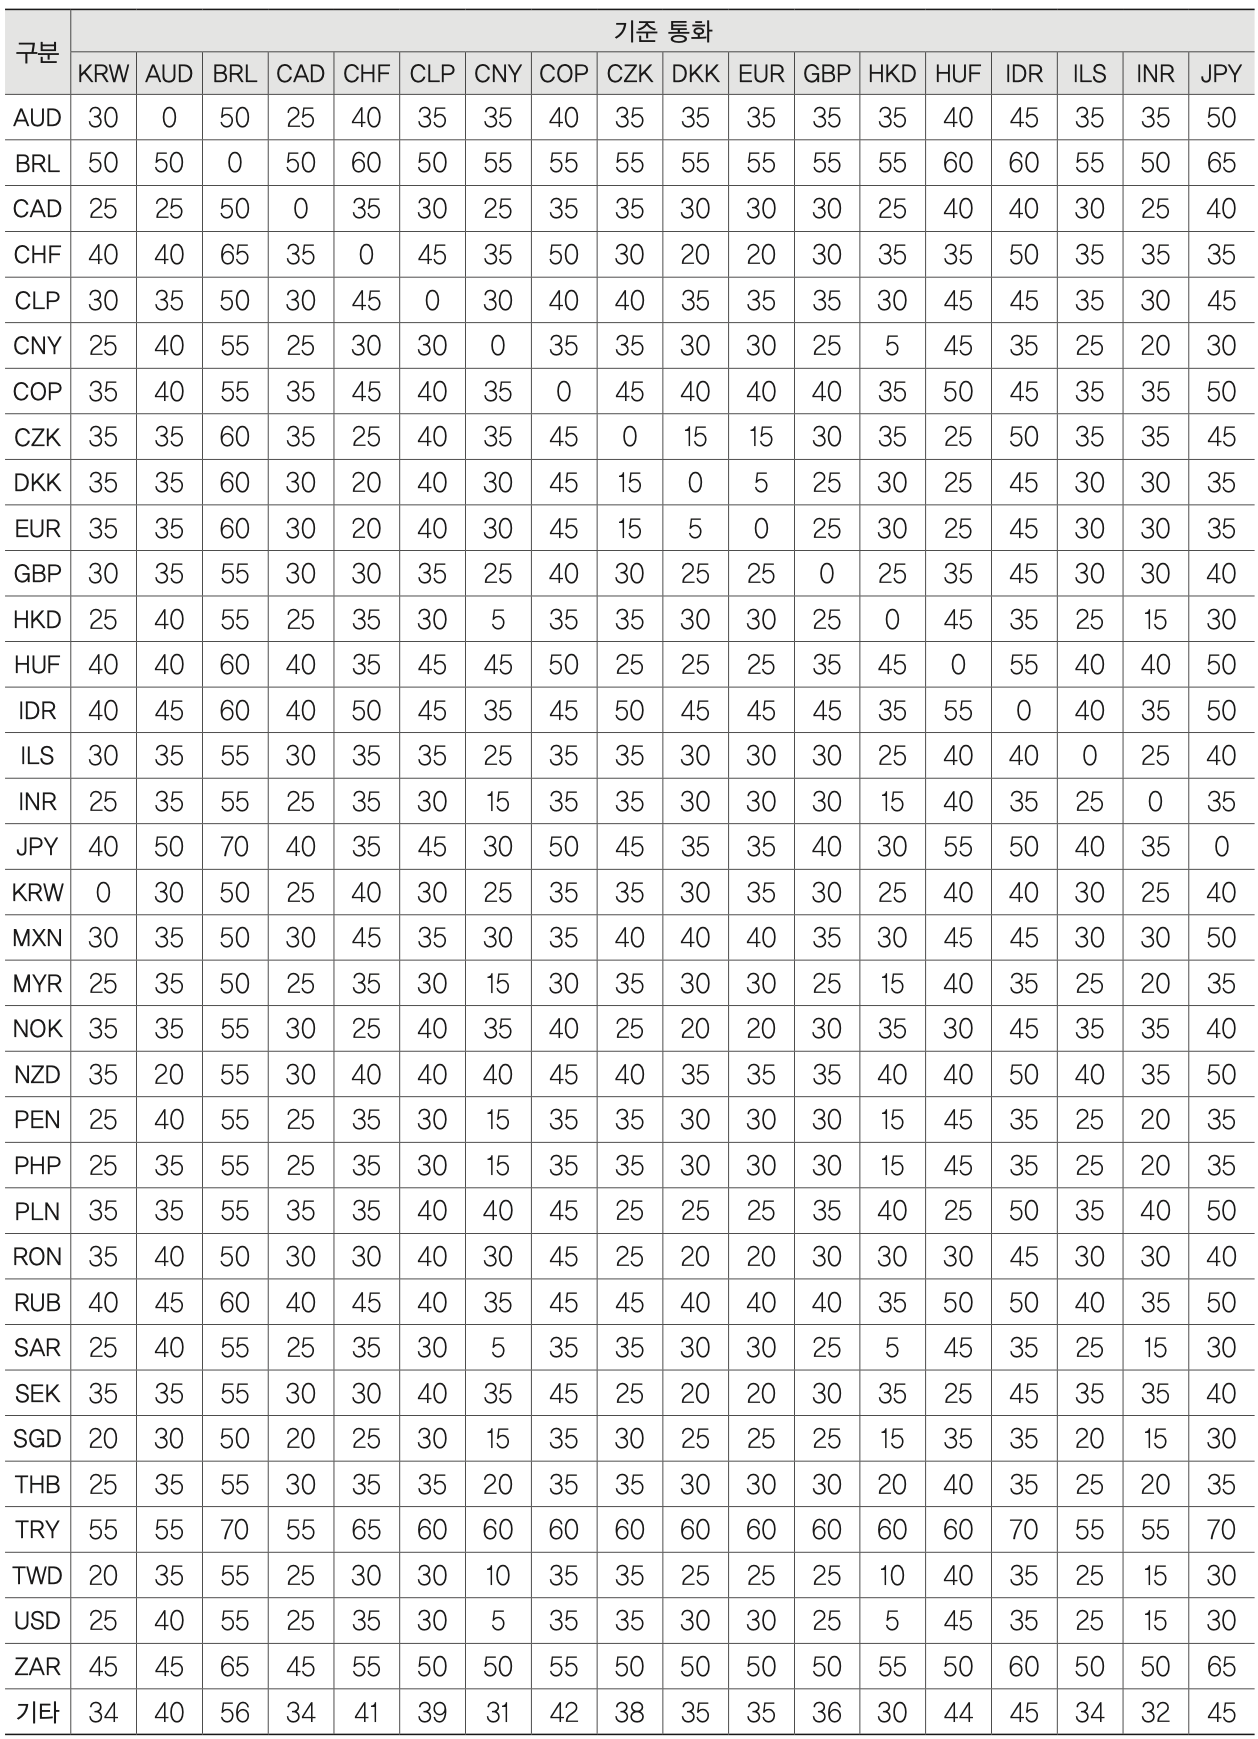 구분 기준 통화
KRW AUD BRL CAD CHF CLP CNY COP CZK DKK EUR GBP HKD HUF IDR ILS INR JPY
AUD 30 0 50 25 40 35 35 40 35 35 35 35 35 40 45 35 35 50
BRL 50 50 0 50 60 50 55 55 55 55 55 55 55 60 60 55 50 65
CAD 25 25 50 0 35 30 25 35 35 30 30 30 25 40 40 30 25 40
CHF 40 40 65 35 0 45 35 50 30 20 20 30 35 35 50 35 35 35
CLP 30 35 50 30 45 0 30 40 40 35 35 35 30 45 45 35 30 45
CNY 25 40 55 25 30 30 0 35 35 30 30 25 5 45 35 25 20 30
COP 35 40 55 35 45 40 35 0 45 40 40 40 35 50 45 35 35 50
CZK 35 35 60 35 25 40 35 45 0 15 15 30 35 25 50 35 35 45
DKK 35 35 60 30 20 40 30 45 15 0 5 25 30 25 45 30 30 35
EUR 35 35 60 30 20 40 30 45 15 5 0 25 30 25 45 30 30 35
GBP 30 35 55 30 30 35 25 40 30 25 25 0 25 35 45 30 30 40
HKD 25 40 55 25 35 30 5 35 35 30 30 25 0 45 35 25 15 30
HUF 40 40 60 40 35 45 45 50 25 25 25 35 45 0 55 40 40 50
IDR 40 45 60 40 50 45 35 45 50 45 45 45 35 55 0 40 35 50
ILS 30 35 55 30 35 35 25 35 35 30 30 30 25 40 40 0 25 40
INR 25 35 55 25 35 30 15 35 35 30 30 30 15 40 35 25 0 35
JPY 40 50 70 40 35 45 30 50 45 35 35 40 30 55 50 40 35 0
KRW 0 30 50 25 40 30 25 35 35 30 35 30 25 40 40 30 25 40
MXN 30 35 50 30 45 35 30 35 40 40 40 35 30 45 45 30 30 50
MYR 25 35 50 25 35 30 15 30 35 30 30 25 15 40 35 25 20 35
NOK 35 35 55 30 25 40 35 40 25 20 20 30 35 30 45 35 35 40
NZD 35 20 55 30 40 40 40 45 40 35 35 35 40 40 50 40 35 50
PEN 25 40 55 25 35 30 15 35 35 30 30 30 15 45 35 25 20 35
PHP 25 35 55 25 35 30 15 35 35 30 30 30 15 45 35 25 20 35
PLN 35 35 55 35 35 40 40 45 25 25 25 35 40 25 50 35 40 50
RON 35 40 50 30 30 40 30 45 25 20 20 30 30 30 45 30 30 40
RUB 40 45 60 40 45 40 35 45 45 40 40 40 35 50 50 40 35 50
SAR 25 40 55 25 35 30 5 35 35 30 30 25 5 45 35 25 15 30
SEK 35 35 55 30 30 40 35 45 25 20 20 30 35 25 45 35 35 40
SGD 20 30 50 20 25 30 15 35 30 25 25 25 15 35 35 20 15 30
THB 25 35 55 30 35 35 20 35 35 30 30 30 20 40 35 25 20 35
TRY 55 55 70 55 65 60 60 60 60 60 60 60 60 60 70 55 55 70
TWD 20 35 55 25 30 30 10 35 35 25 25 25 10 40 35 25 15 30
USD 25 40 55 25 35 30 5 35 35 30 30 25 5 45 35 25 15 30
ZAR 45 45 65 45 55 50 50 55 50 50 50 50 55 50 60 50 50 65
기타 34 40 56 34 41 39 31 42 38 35 35 36 30 44 45 34 32 45